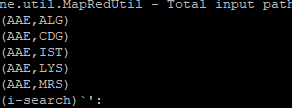 ne.util.MapRedUtil - Total input path
(AAE,ALG)
(AAE,CDG)
(AAE,IST)
(AAE,LYS)
(AAE,MRS)
(i-search)`':